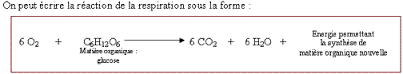 On peut écrire la réaction de la respiration sous la forme :
6 O₂ + C₆H₁₂O₆ → 6 CO₂ + 6 H₂O + Energie permettant
Matière organique : la synthèse de
glucose matière organique nouvelle